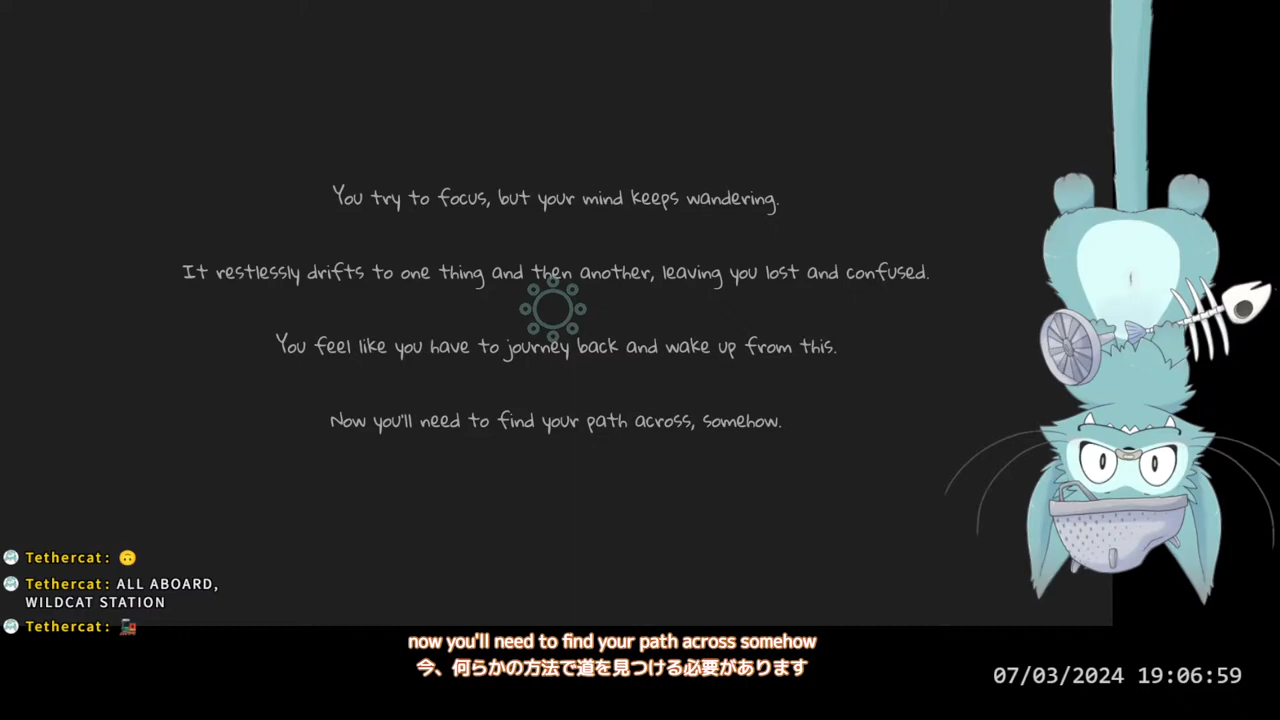 You try to focus, but your mind keeps wandering.
It restlessly drifts to one thing and then another, leaving you lost and confused.
You feel like you have to journey back and wake up from this.
Now you'll need to find your path across, somehow.
Tethercat: 🙃
Tethercat: ALL ABOARD,
WILDCAT STATION
Tethercat: 🚂
now you'll need to find your path across somehow
今、何らかの方法で道を見つける必要があります
07/03/2024 19:06:59